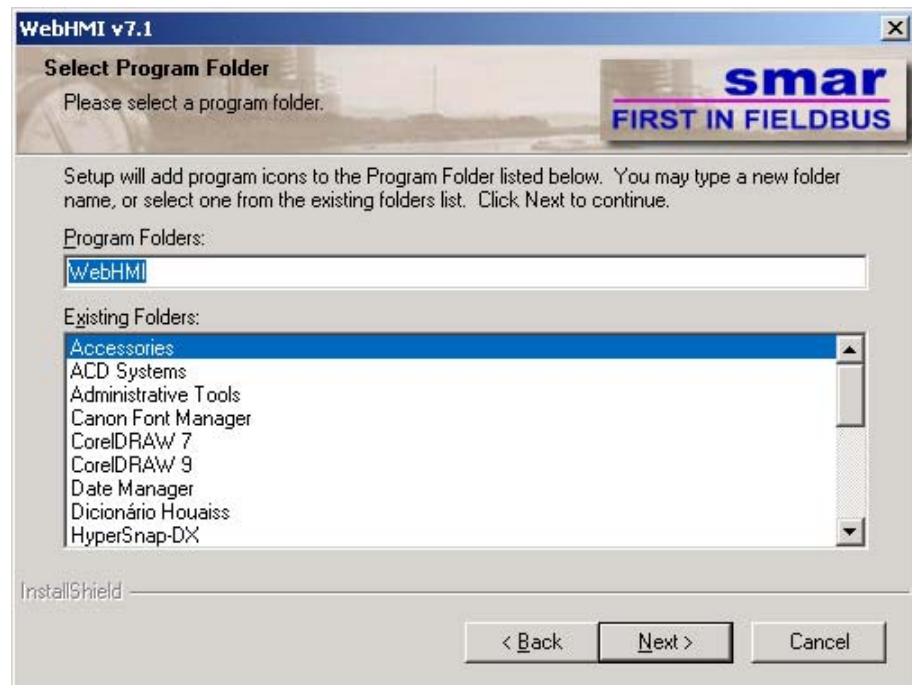 WebHMI v7.1
Select Program Folder
Please select a program folder.
smar
FIRST IN FIELDBUS
Setup will add program icons to the Program Folder listed below. You may type a new folder
name, or select one from the existing folders list. Click Next to continue.
Program Folders:
WebHMI
Existing Folders:
Accessories
ACD Systems
Administrative Tools
Canon Font Manager
CorelDRAW 7
CorelDRAW 9
Date Manager
Dicionário Houaiss
HyperSnap-DX
InstallShield
< Back Next > Cancel